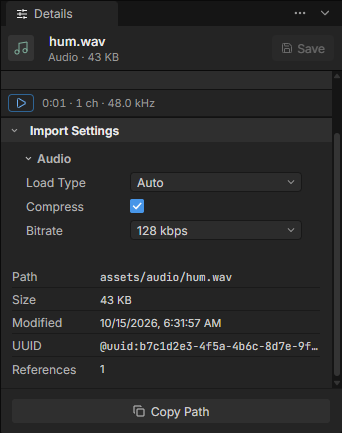 Details
hum.wav
Audio · 43 KB
Save
0:01 · 1 ch · 48.0 kHz
Import Settings
Audio
Load Type Auto
Compress
Bitrate 128 kbps
Path assets/audio/hum.wav
Size 43 KB
Modified 10/15/2026, 6:31:57 AM
UUID @uuid:b7c1d2e3-4f5a-4b6c-8d7e-9f…
References 1
Copy Path